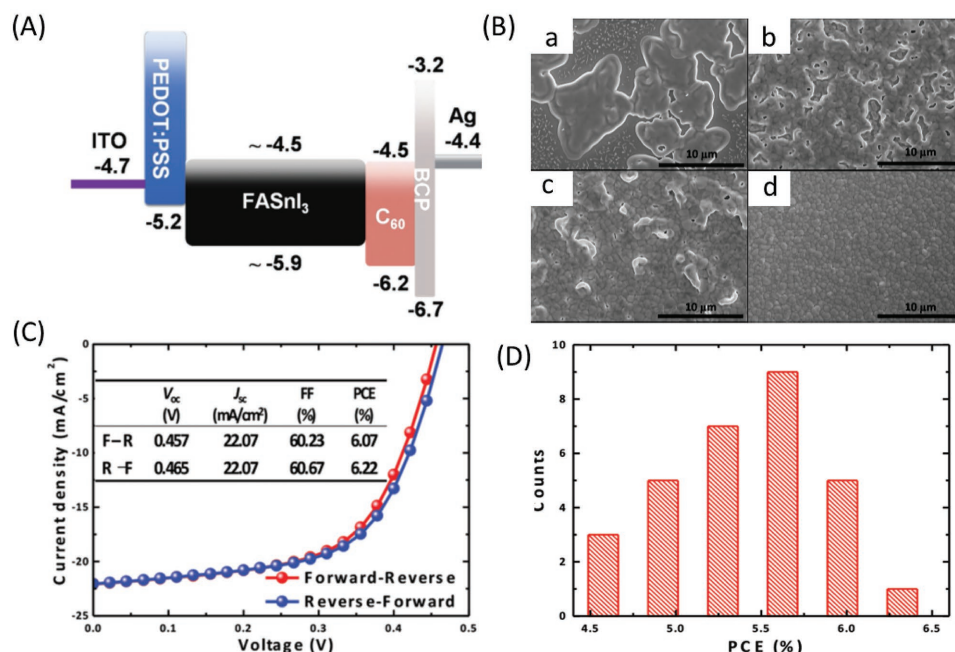 (A)
PEDOT:PSS
ITO
-4.7
-5.2
~ -4.5
FASnI₃
~ -5.9
-4.5
C₆₀
-6.2
-3.2
BCP
-6.7
Ag
-4.4
(B)
a
10 μm
b
10 μm
c
10 μm
d
10 μm
(C)
Current density (mA/cm²)
0
-5
-10
-15
-20
-25
Voc Jsc FF PCE
(V) (mA/cm²) (%) (%)
F–R 0.457 22.07 60.23 6.07
R –F 0.465 22.07 60.67 6.22
Forward-Reverse
Reverse-Forward
0.0 0.1 0.2 0.3 0.4 0.5
Voltage (V)
(D)
Counts
10
8
6
4
2
0
4.5 5.0 5.5 6.0 6.5
PCE (%)